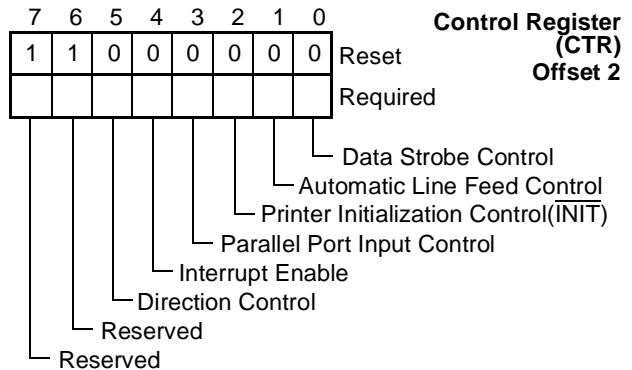 7 6 5 4 3 2 1 0
Control Register
(CTR)
Offset 2
1 1 0 0 0 0 0 0 Reset
Required
Data Strobe Control
Automatic Line Feed Control
Printer Initialization Control(I̅N̅I̅T̅)
Parallel Port Input Control
Interrupt Enable
Direction Control
Reserved
Reserved